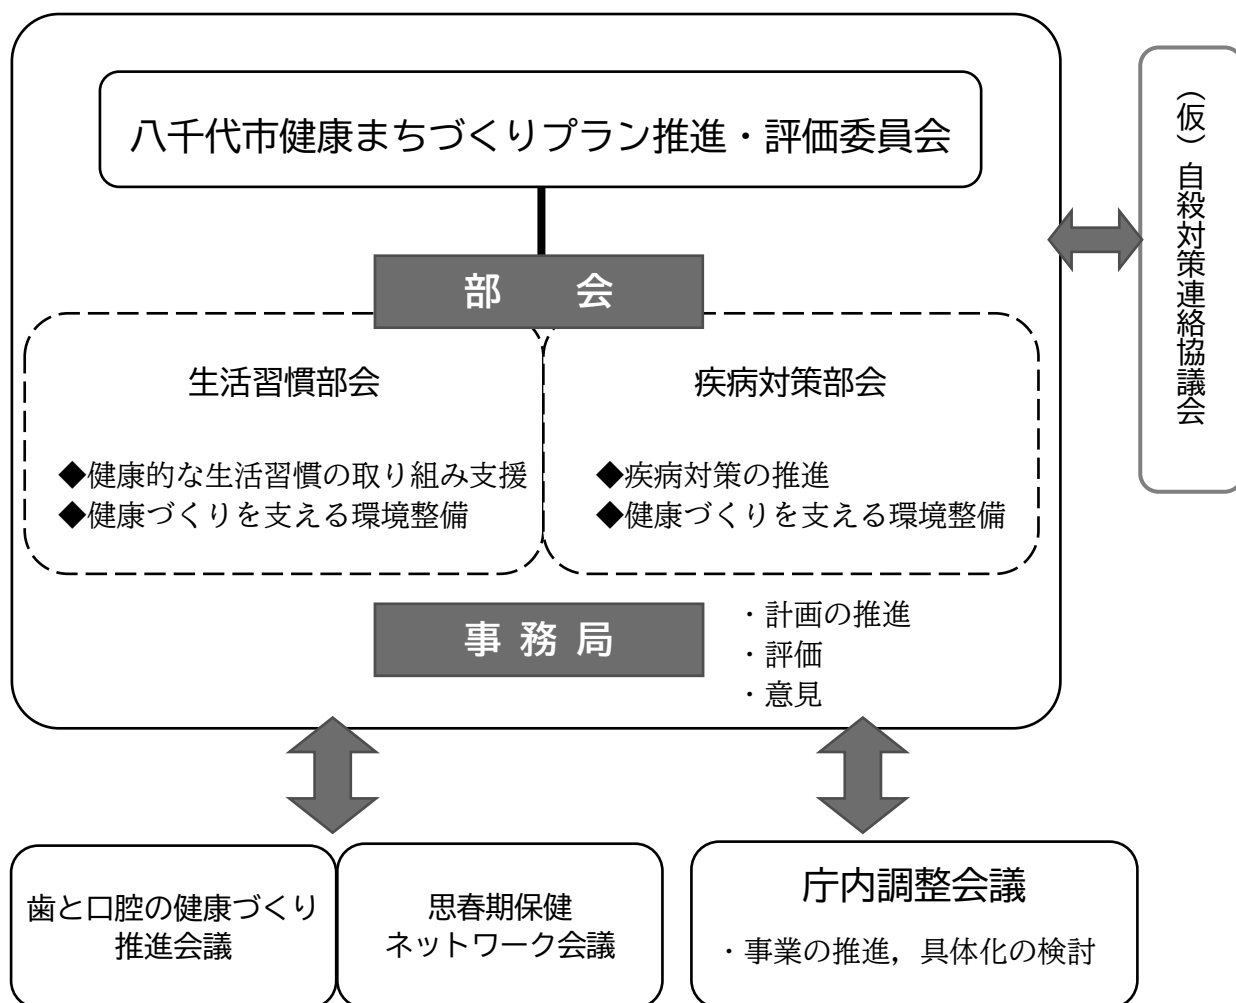 八千代市健康まちづくりプラン推進・評価委員会
部　会
生活習慣部会
◆健康的な生活習慣の取り組み支援
◆健康づくりを支える環境整備
疾病対策部会
◆疾病対策の推進
◆健康づくりを支える環境整備
事務局
・計画の推進
・評価
・意見
（仮）自殺対策連絡協議会
歯と口腔の健康づくり
推進会議
思春期保健
ネットワーク会議
庁内調整会議
・事業の推進，具体化の検討